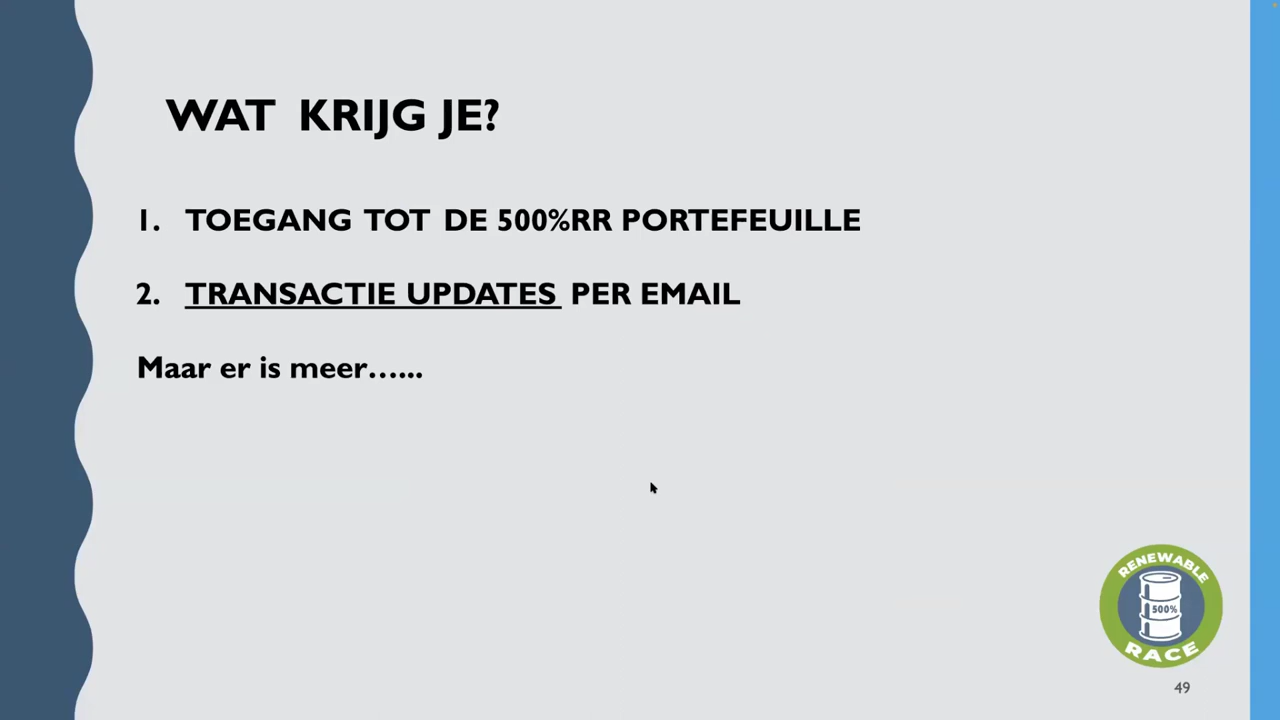 WAT KRIJG JE?
1. TOEGANG TOT DE 500%RR PORTEFEUILLE
2. TRANSACTIE UPDATES PER EMAIL
Maar er is meer…...
RENEWABLE
500%
RACE
49